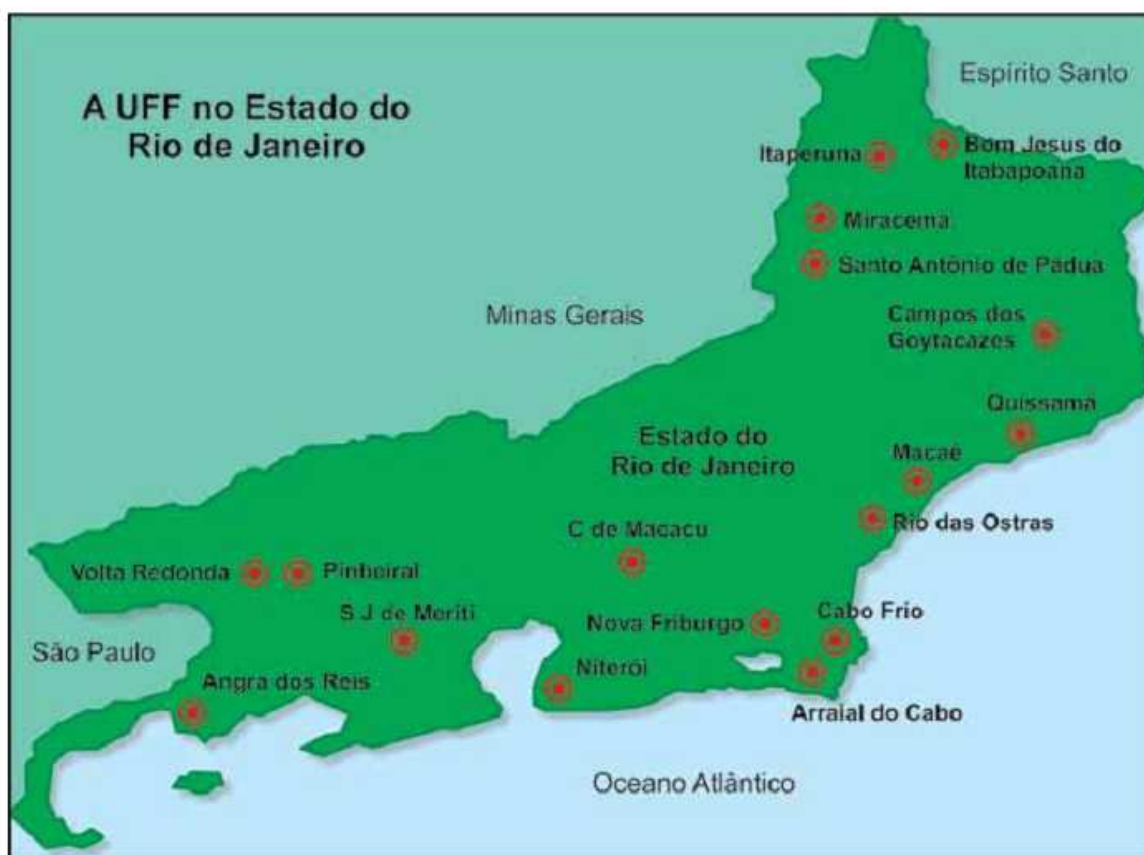 A UFF no Estado do
Rio de Janeiro
Espírito Santo
Itaperuna
Bom Jesus do
Itabapoana
Miracema
Santo Antônio de Pádua
Minas Gerais
Campos dos
Goytacazes
Quissamã
Estado do
Rio de Janeiro
Macaé
Rio das Ostras
C de Macacu
Volta Redonda
Pinheiral
S J de Meriti
Nova Friburgo
Cabo Frio
São Paulo
Angra dos Reis
Niterói
Arraial do Cabo
Oceano Atlântico